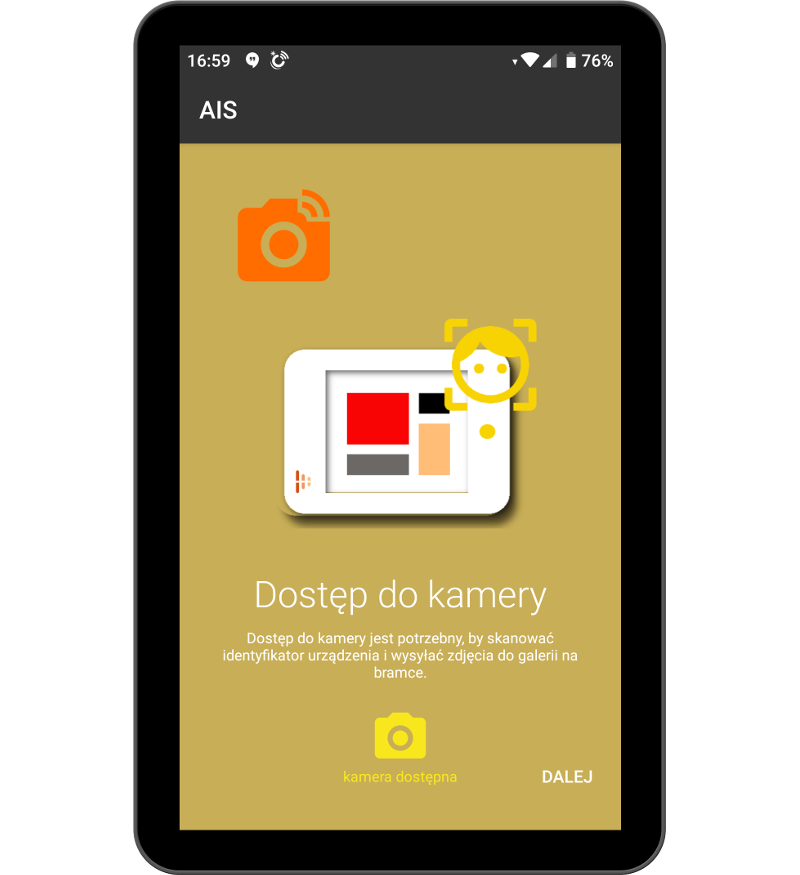 16:59 76%
AIS
Dostęp do kamery
Dostęp do kamery jest potrzebny, by skanować
identyfikator urządzenia i wysyłać zdjęcia do galerii na
bramce.
kamera dostępna
DALEJ